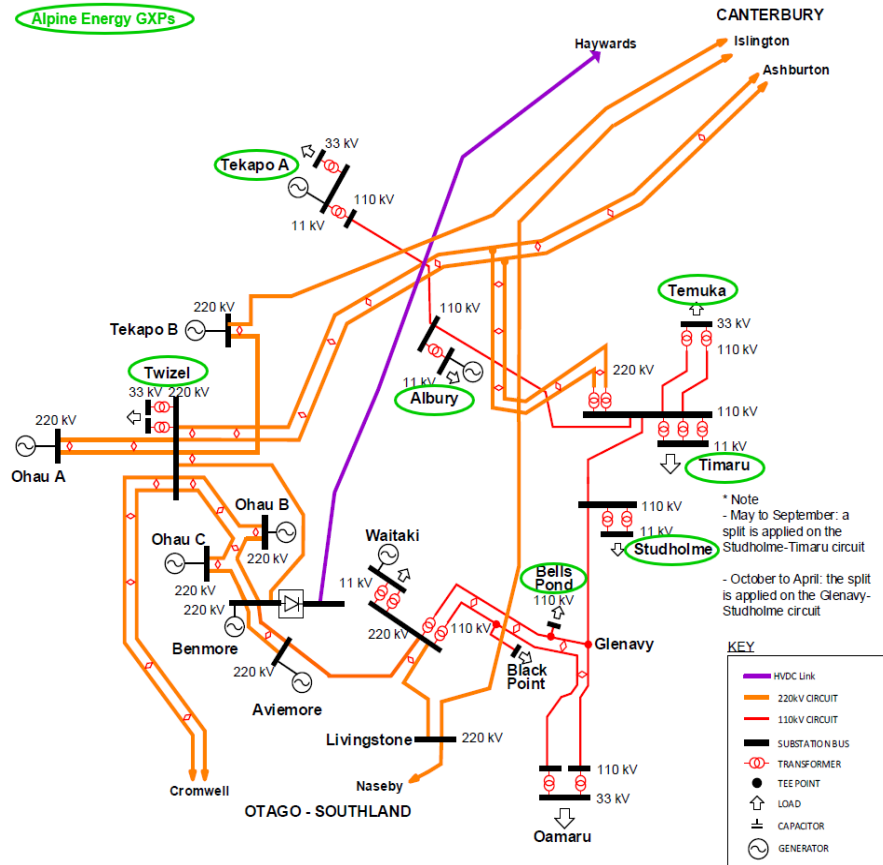 Alpine Energy GXPs
CANTERBURY
Haywards
Islington
Ashburton
33 kV
Tekapo A
110 kV
11 kV
220 kV
Tekapo B
110 kV
11 kV
Albury
Temuka
33 kV
110 kV
220 kV
110 kV
11 kV
Timaru
Twizel
33 kV 220 kV
220 kV
Ohau A
Ohau B
220 kV
Ohau C
220 kV
220 kV
Benmore
220 kV
Aviemore
Waitaki
11 kV
220 kV
110 kV
Bells
Pond
110 kV
110 kV
11 kV
Studholme
* Note
- May to September: a
split is applied on the
Studholme-Timaru circuit
- October to April: the split
is applied on the Glenavy-
Studholme circuit
Glenavy
Black
Point
Livingstone
220 kV
Cromwell
Naseby
OTAGO - SOUTHLAND
110 kV
33 kV
Oamaru
KEY
HVDC Link
220kV CIRCUIT
110kV CIRCUIT
SUBSTATION BUS
TRANSFORMER
TEE POINT
LOAD
CAPACITOR
GENERATOR